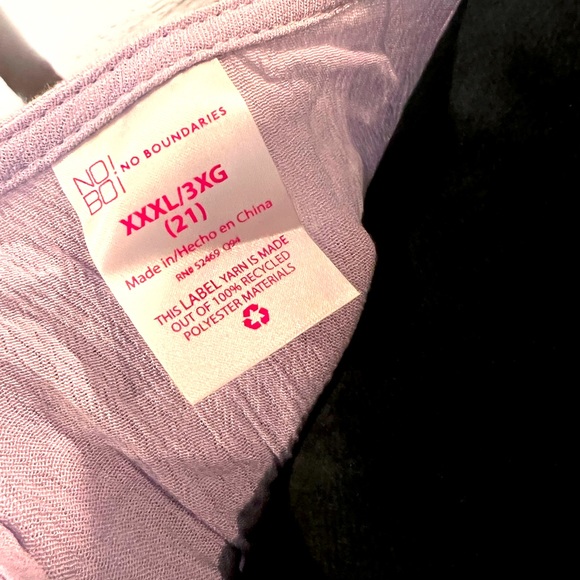 NO!
BO!
NO BOUNDARIES
XXXL/3XG
(21)
Made in/Hecho en China
RN# 52469 Q94
THIS LABEL YARN IS MADE
OUT OF 100% RECYCLED
POLYESTER MATERIALS